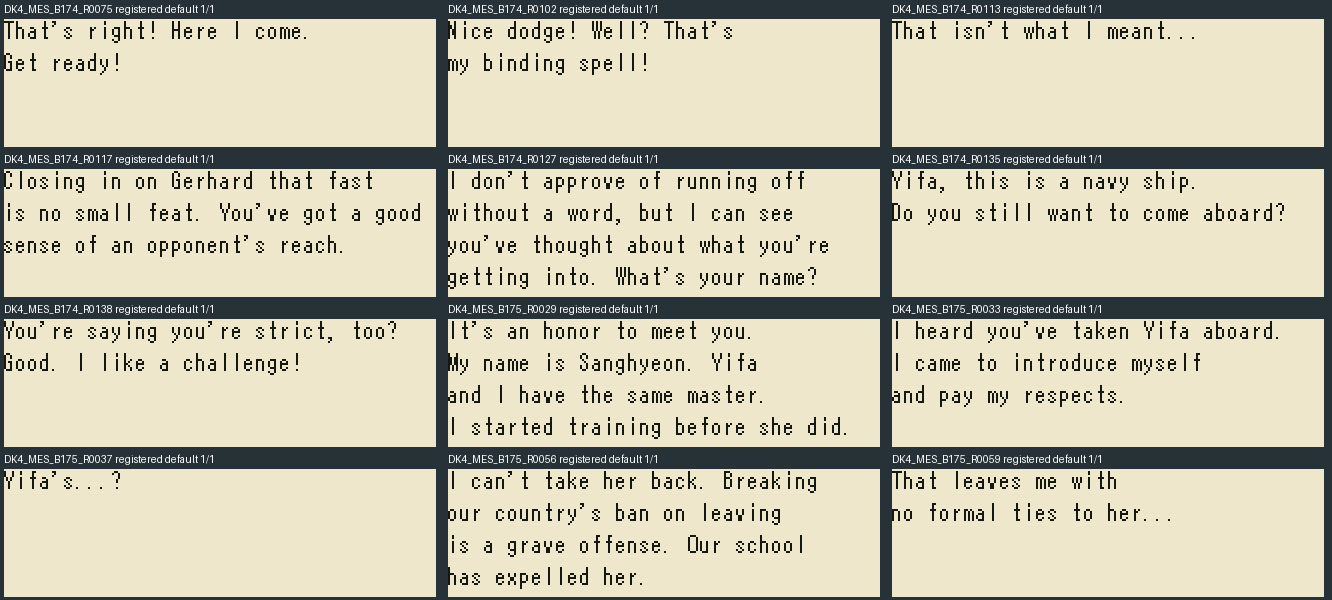 DK4_MES_B174_R0075 registered default 1/1
That's right! Here I come.
Get ready!
DK4_MES_B174_R0102 registered default 1/1
Nice dodge! Well? That's
my binding spell!
DK4_MES_B174_R0113 registered default 1/1
That isn't what I meant...
DK4_MES_B174_R0117 registered default 1/1
Closing in on Gerhard that fast
is no small feat. You've got a good
sense of an opponent's reach.
DK4_MES_B174_R0127 registered default 1/1
I don't approve of running off
without a word, but I can see
you've thought about what you're
getting into. What's your name?
DK4_MES_B174_R0135 registered default 1/1
Yifa, this is a navy ship.
Do you still want to come aboard?
DK4_MES_B174_R0138 registered default 1/1
You're saying you're strict, too?
Good. I like a challenge!
DK4_MES_B175_R0029 registered default 1/1
It's an honor to meet you.
My name is Sanghyeon. Yifa
and I have the same master.
I started training before she did.
DK4_MES_B175_R0033 registered default 1/1
I heard you've taken Yifa aboard.
I came to introduce myself
and pay my respects.
DK4_MES_B175_R0037 registered default 1/1
Yifa's...?
DK4_MES_B175_R0056 registered default 1/1
I can't take her back. Breaking
our country's ban on leaving
is a grave offense. Our school
has expelled her.
DK4_MES_B175_R0059 registered default 1/1
That leaves me with
no formal ties to her...